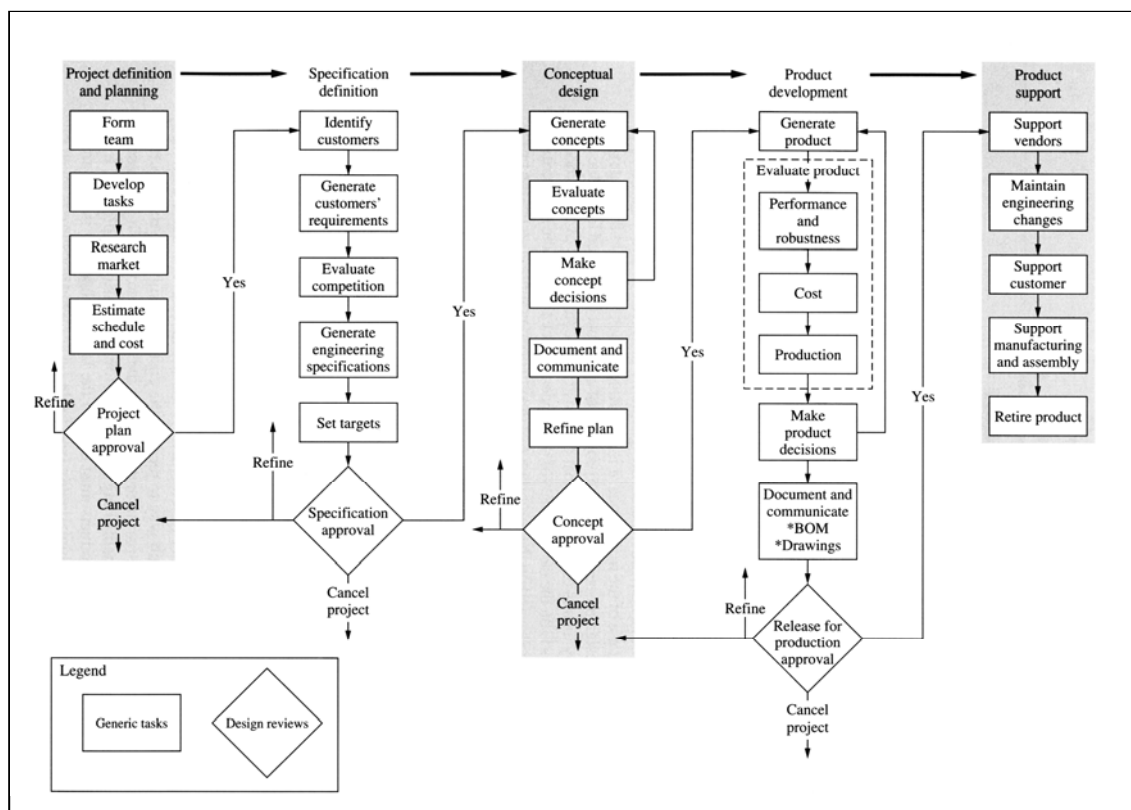 Project definition
and planning
Form
team
Develop
tasks
Research
market
Estimate
schedule
and cost
Refine
Project
plan
approval
Cancel
project
Yes
Specification
definition
Identify
customers
Generate
customers'
requirements
Evaluate
competition
Generate
engineering
specifications
Set targets
Refine
Specification
approval
Cancel
project
Yes
Conceptual
design
Generate
concepts
Evaluate
concepts
Make
concept
decisions
Document and
communicate
Refine plan
Refine
Concept
approval
Cancel
project
Yes
Product
development
Generate
product
Evaluate product
Performance
and
robustness
Cost
Production
Make
product
decisions
Document and
communicate
*BOM
*Drawings
Refine
Release for
production
approval
Cancel
project
Yes
Product
support
Support
vendors
Maintain
engineering
changes
Support
customer
Support
manufacturing
and assembly
Retire product
Legend
Generic tasks
Design reviews